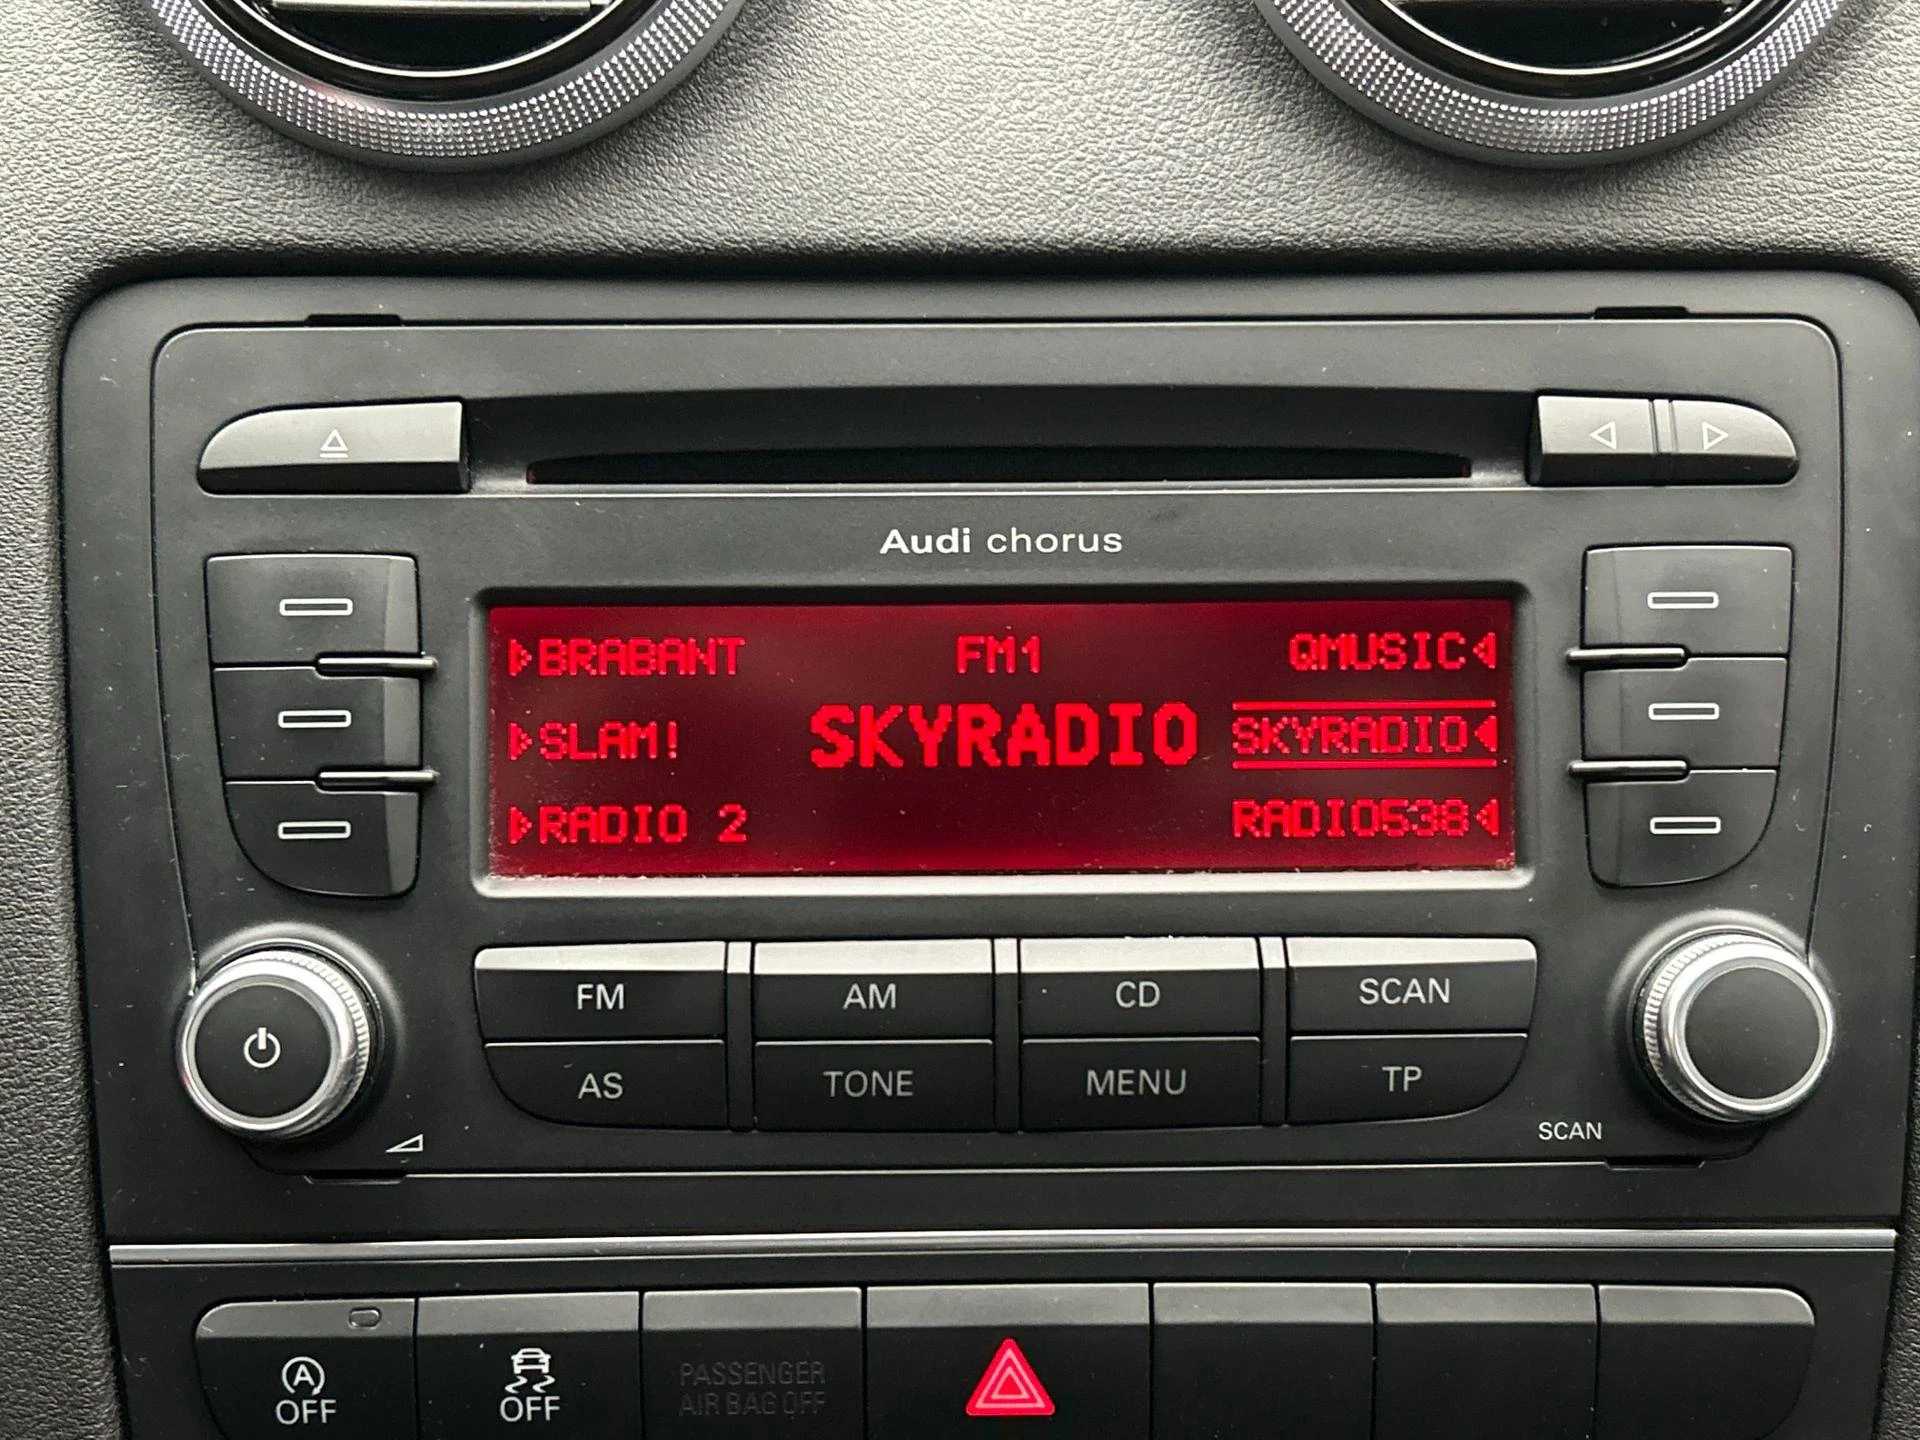 Audi chorus
BRABANT FM1 QMUSIC
SLAM! SKYRADIO SKYRADIO
RADIO 2 RADIO538
FM AM CD SCAN
AS TONE MENU TP
SCAN
A OFF
OFF
PASSENGER
AIR BAG OFF